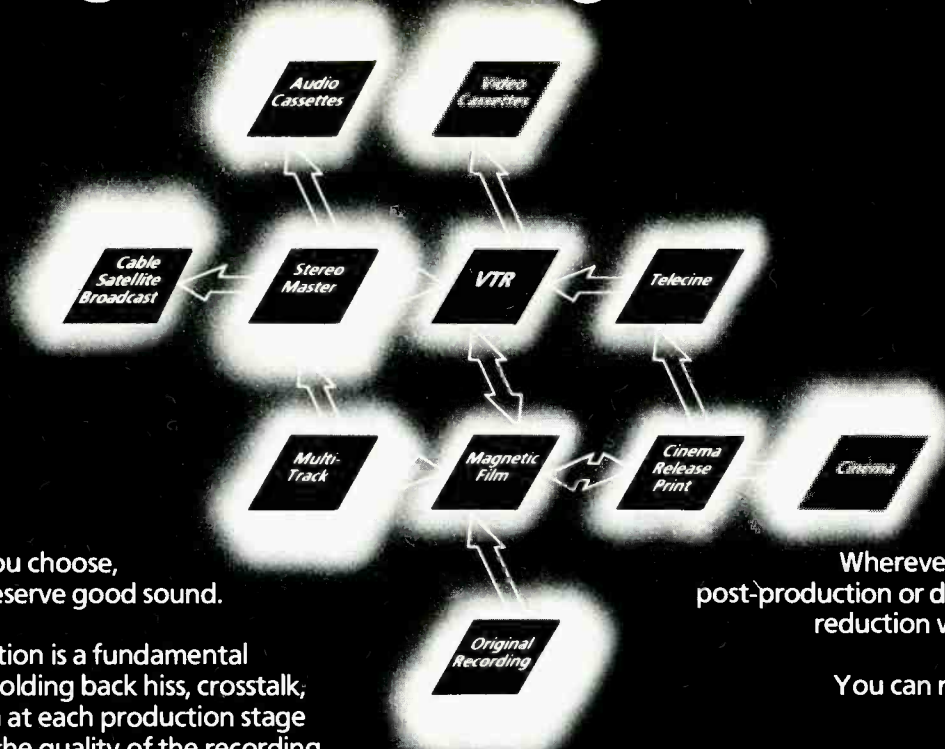 Audio
Cassettes
Video
Cassettes
Cable
Satellite
Broadcast
Stereo
Master
VTR
Telecine
Multi-
Track
Magnetic
Film
Cinema
Release
Print
Cinema
Original
Recording
ou choose,
eserve good sound.
tion is a fundamental
olding back hiss, crosstalk,
at each production stage
the quality of the recording
Whereve
post-production or d
reduction
You can